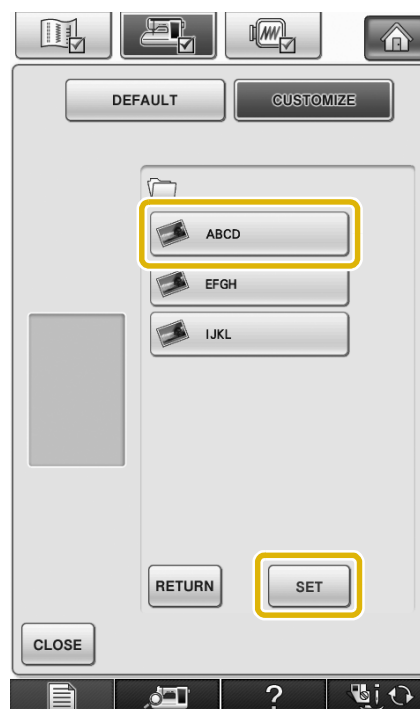 DEFAULT CUSTOMIZE
ABCD
EFGH
IJKL
RETURN SET
CLOSE
?